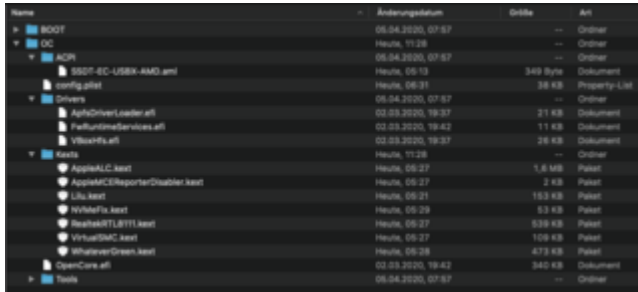 Name Änderungsdatum Größe Art
BOOT 05.04.2020, 07:57 -- Ordner
OC Heute, 11:28 -- Ordner
ACPI 05.04.2020, 07:57 -- Ordner
SSDT-EC-USBX-AMD.aml Heute, 05:13 349 Byte Dokument
config.plist Heute, 06:31 38 KB Property-List
Drivers 05.04.2020, 07:57 -- Ordner
ApfsDriverLoader.efi 02.03.2020, 19:37 21 KB Dokument
FwRuntimeServices.efi 02.03.2020, 19:42 11 KB Dokument
VBoxHfs.efi 02.03.2020, 19:37 26 KB Dokument
Kexts Heute, 11:28 -- Ordner
AppleALC.kext Heute, 05:27 1,6 MB Paket
AppleMCEReporterDisabler.kext Heute, 05:27 2 KB Paket
Lilu.kext Heute, 05:21 153 KB Paket
NVMeFix.kext Heute, 05:29 53 KB Paket
RealtekRTL8111.kext Heute, 05:27 539 KB Paket
VirtualSMC.kext Heute, 05:27 109 KB Paket
WhateverGreen.kext Heute, 05:28 473 KB Paket
OpenCore.efi 02.03.2020, 19:42 340 KB Dokument
Tools 05.04.2020, 07:57 -- Ordner